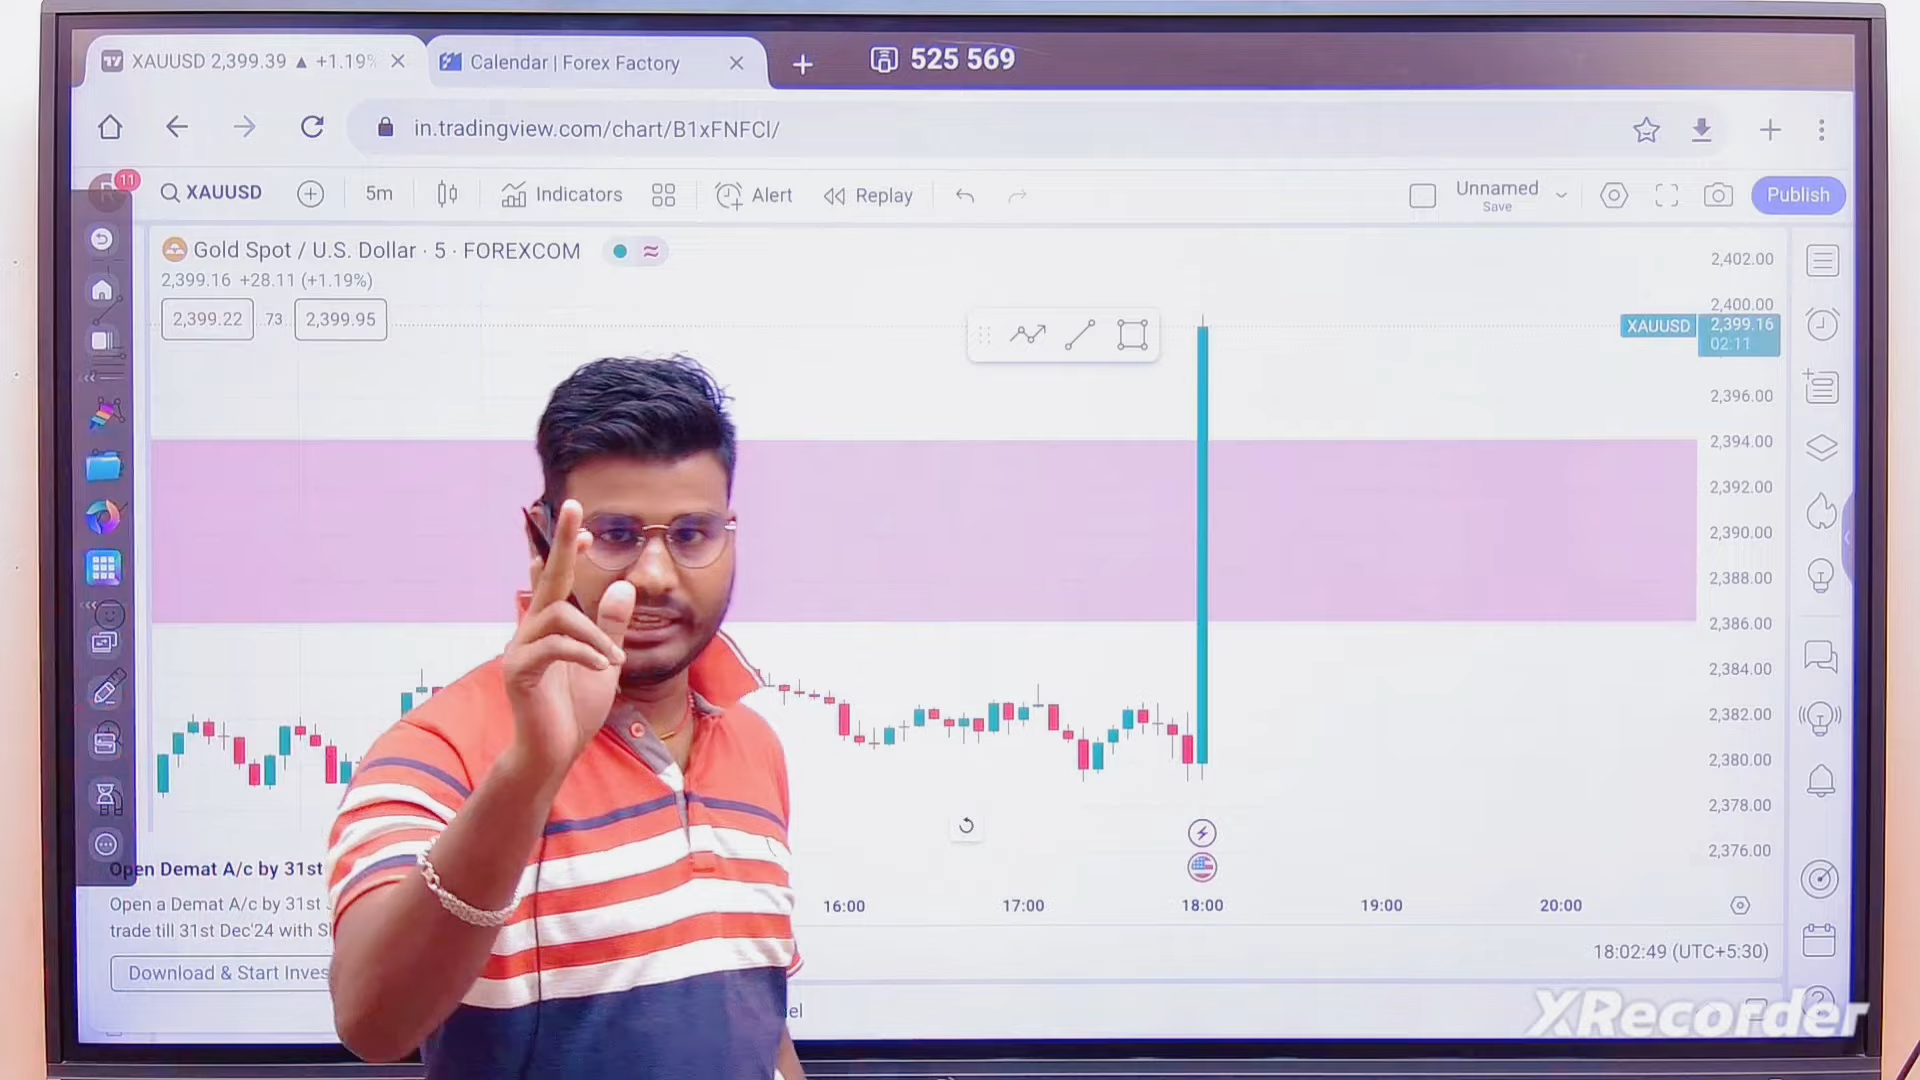 XAUUSD 2,399.39 ▲ +1.19%
Calendar | Forex Factory
525 569
in.tradingview.com/chart/B1xFNFCl/
11
XAUUSD
5m
Indicators
Alert
Replay
Unnamed
Save
Publish
Gold Spot / U.S. Dollar · 5 · FOREXCOM
2,399.16 +28.11 (+1.19%)
2,399.22
73
2,399.95
2,402.00
2,400.00
XAUUSD
2,399.16
02:11
2,396.00
2,394.00
2,392.00
2,390.00
2,388.00
2,386.00
2,384.00
2,382.00
2,380.00
2,378.00
2,376.00
Open Demat A/c by 31st
Open a Demat A/c by 31st
trade till 31st Dec'24 with
Download & Start
16:00
17:00
18:00
19:00
20:00
18:02:49 (UTC+5:30)
XRecorder